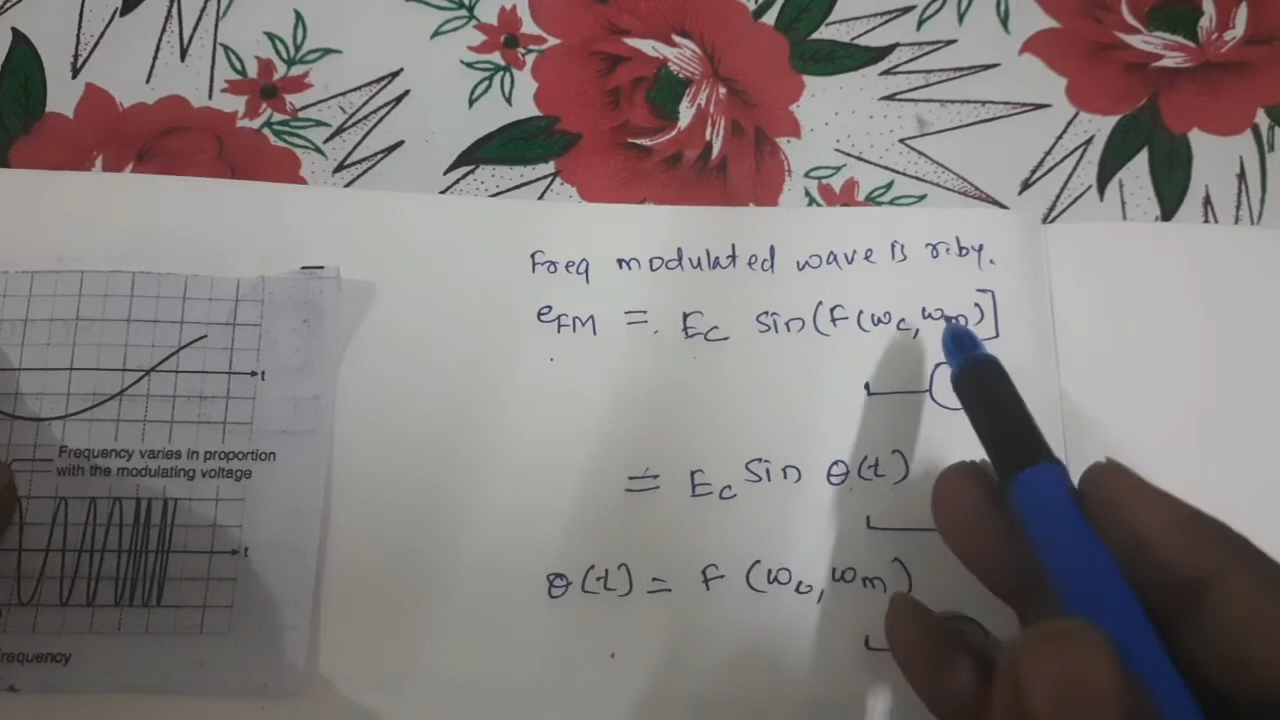 Freq modulated wave is r.by.
eFM =. Ec sin(F(ωc,ωm)]
= Ec Sin θ(t)
θ(t) = F (ωc,ωm)
t
Frequency varies in proportion
with the modulating voltage
t
requency